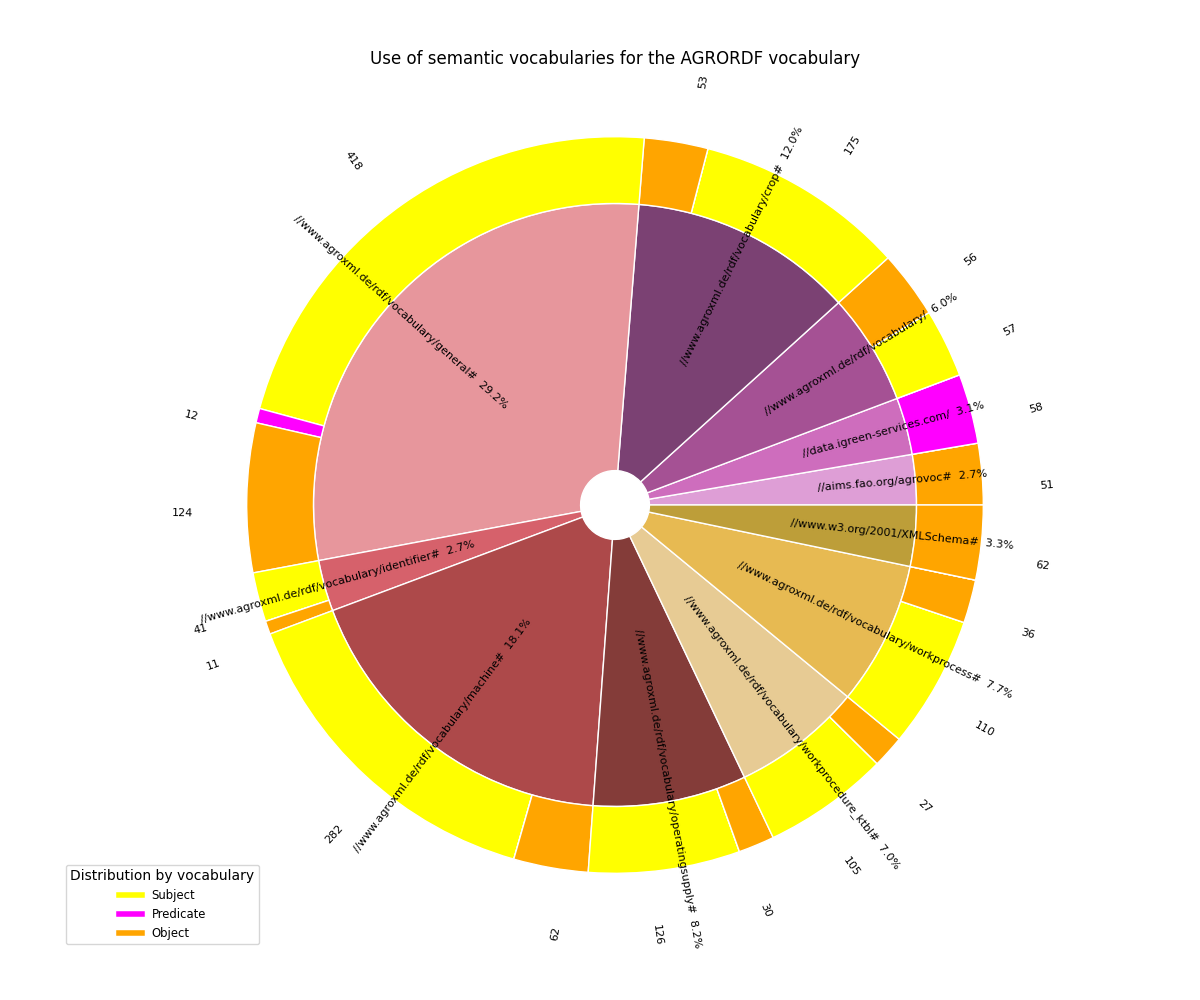 Use of semantic vocabularies for the AGRORDF vocabulary
53
418
175
//www.agroxml.de/rdf/vocabulary/crop#  12.0%
//www.agroxml.de/rdf/vocabulary/general#  29.2%
56
//www.agroxml.de/rdf/vocabulary/  6.0%
57
12
58
//data.igreen-services.com/  3.1%
//aims.fao.org/agrovoc#  2.7%
51
124
//www.w3.org/2001/XMLSchema#  3.3%
62
//www.agroxml.de/rdf/vocabulary/identifier#  2.7%
41
11
36
//www.agroxml.de/rdf/vocabulary/workprocess#  7.7%
110
//www.agroxml.de/rdf/vocabulary/machine#  18.1%
//www.agroxml.de/rdf/vocabulary/operatingsupply#  8.2%
//www.agroxml.de/rdf/vocabulary/workprocedure_ktbl#  7.0%
27
282
105
30
62
126
Distribution by vocabulary
Subject
Predicate
Object